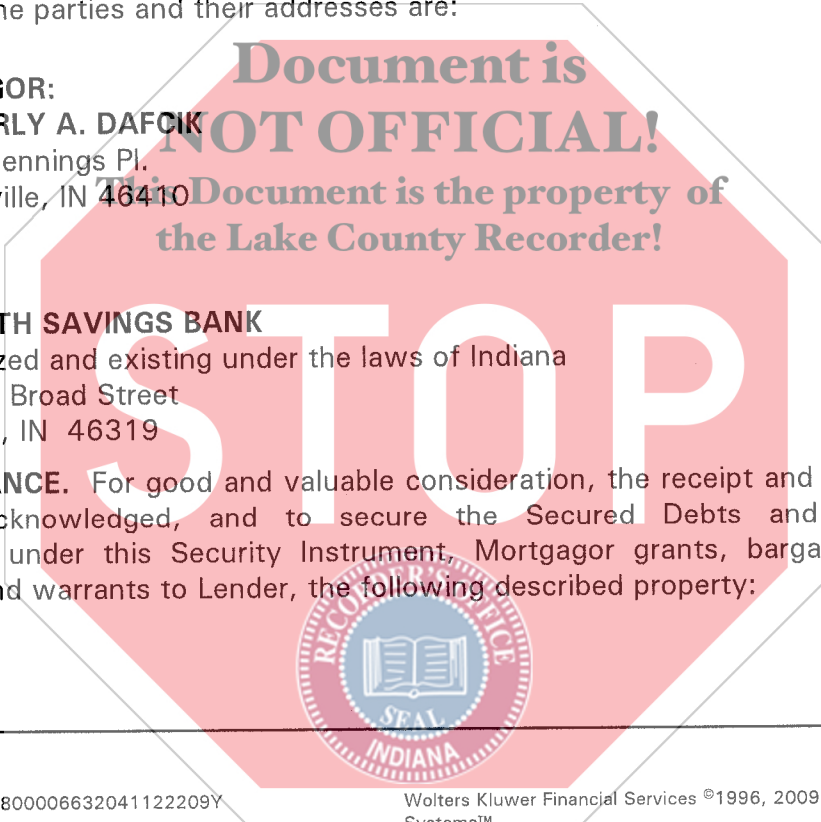 ne parties and their addresses are:
Document is
NOT OFFICIAL!
This Document is the property of
the Lake County Recorder!
GOR:
RLY A. DAFCIK
ennings Pl.
ville, IN 46410
STOP
TH SAVINGS BANK
zed and existing under the laws of Indiana
Broad Street
, IN 46319
ANCE. For good and valuable consideration, the receipt and
cknowledged, and to secure the Secured Debts and
under this Security Instrument, Mortgagor grants, barga
nd warrants to Lender, the following described property:
RECORDER'S OFFICE
SEAL
INDIANA
800006632041122209Y
Wolters Kluwer Financial Services ©1996, 2009
Systems™